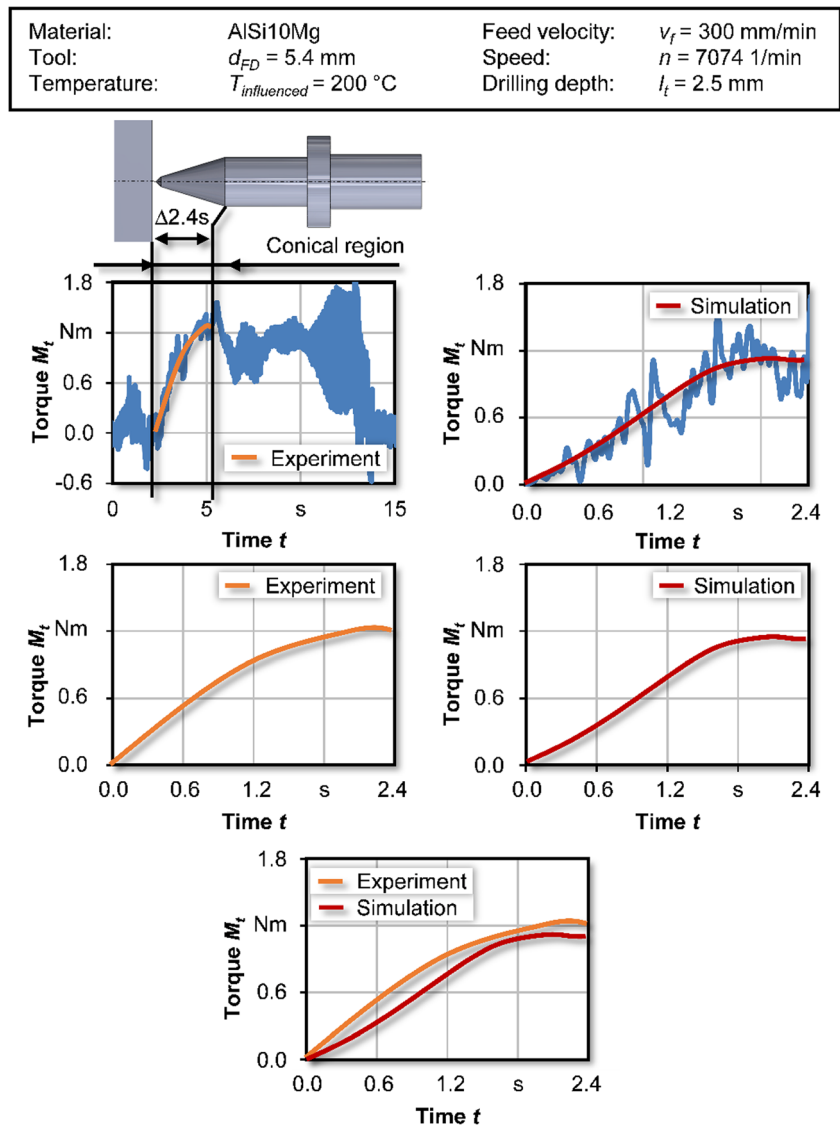 Material: AlSi10Mg Feed velocity: v_f = 300 mm/min
Tool: d_FD = 5.4 mm Speed: n = 7074 1/min
Temperature: T_influenced = 200 °C Drilling depth: l_t = 2.5 mm
Δ2.4s
Conical region
1.8
Nm
0.6
0.0
-0.6
Torque M_t
Experiment
0 5 s 15
Time t
1.8
Nm
0.6
0.0
Torque M_t
Simulation
0.0 0.6 1.2 s 2.4
Time t
1.8
Nm
0.6
0.0
Torque M_t
Experiment
0.0 0.6 1.2 s 2.4
Time t
1.8
Nm
0.6
0.0
Torque M_t
Simulation
0.0 0.6 1.2 s 2.4
Time t
1.8
Nm
0.6
0.0
Torque M_t
Experiment
Simulation
0.0 0.6 1.2 s 2.4
Time t